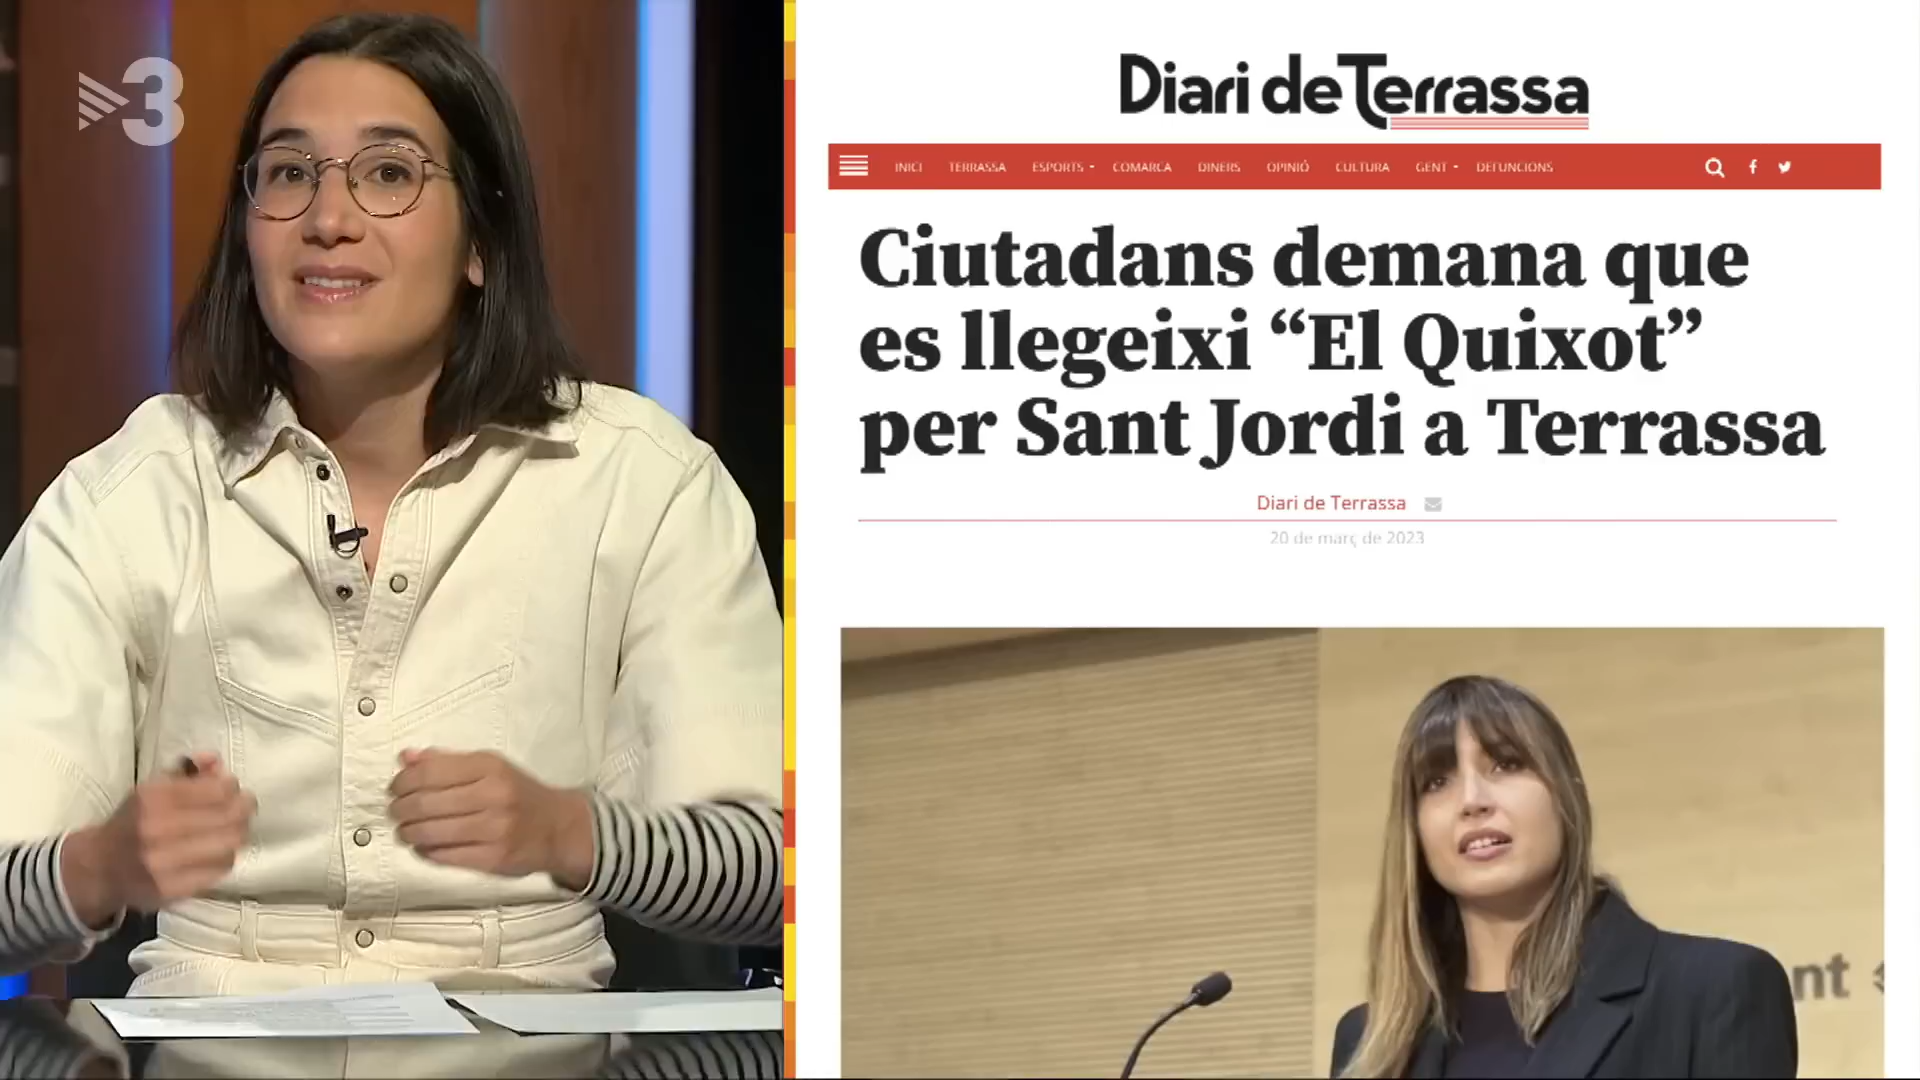 3
Diari de Terrassa
INICI TERRASSA ESPORTS COMARCA DINERS OPINIÓ CULTURA GENT DEFUNCIONS
Ciutadans demana que
es llegeixi “El Quixot”
per Sant Jordi a Terrassa
Diari de Terrassa
20 de març de 2023
nt